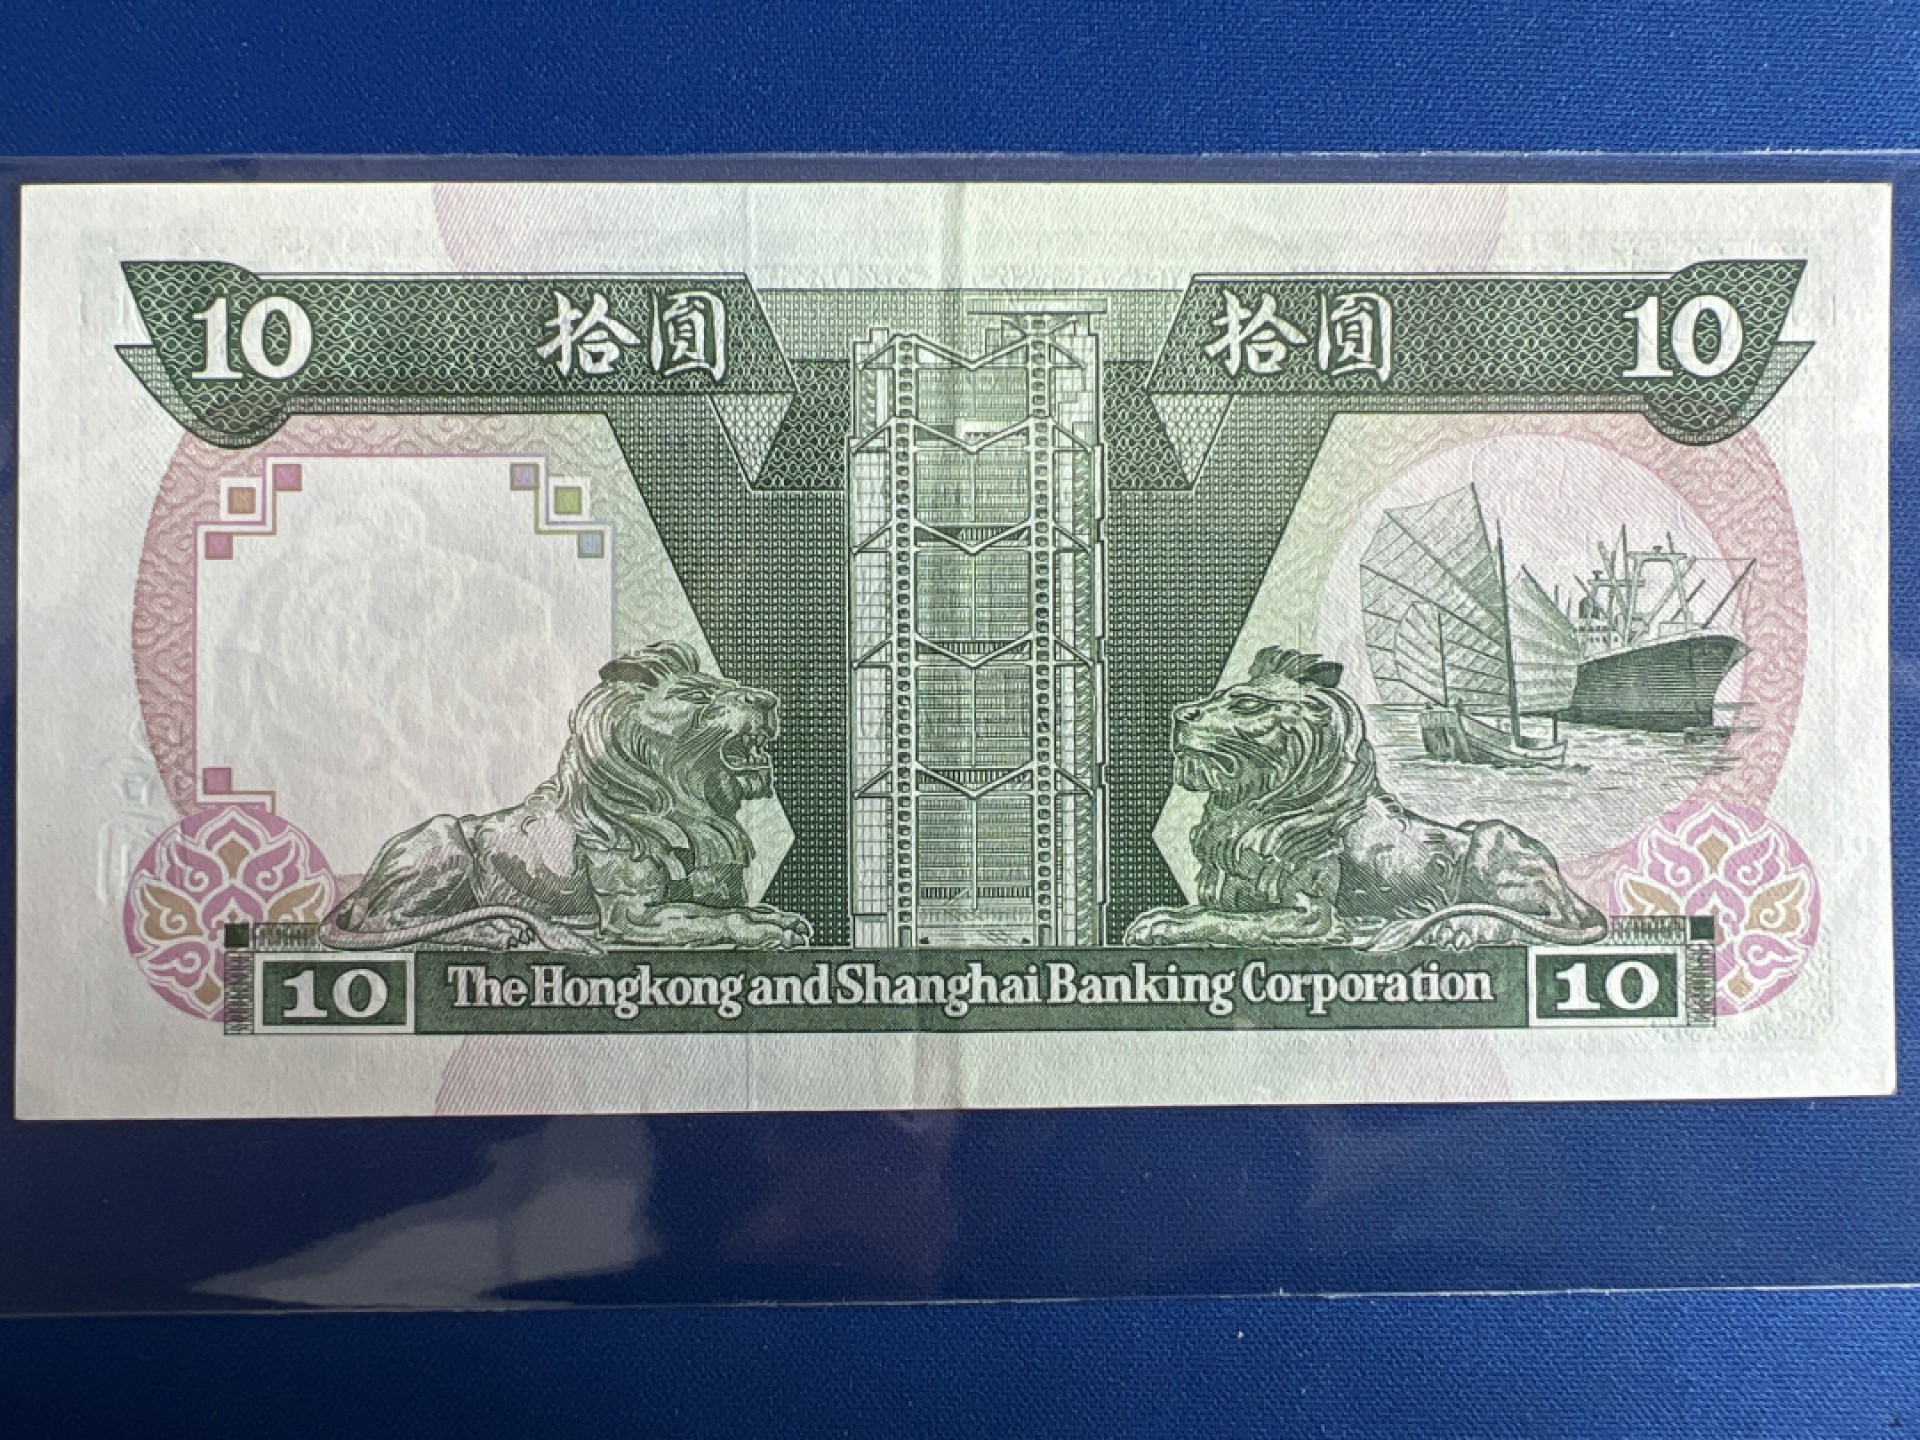 10 拾圓 拾圓 10
10 The Hongkong and Shanghai Banking Corporation 10